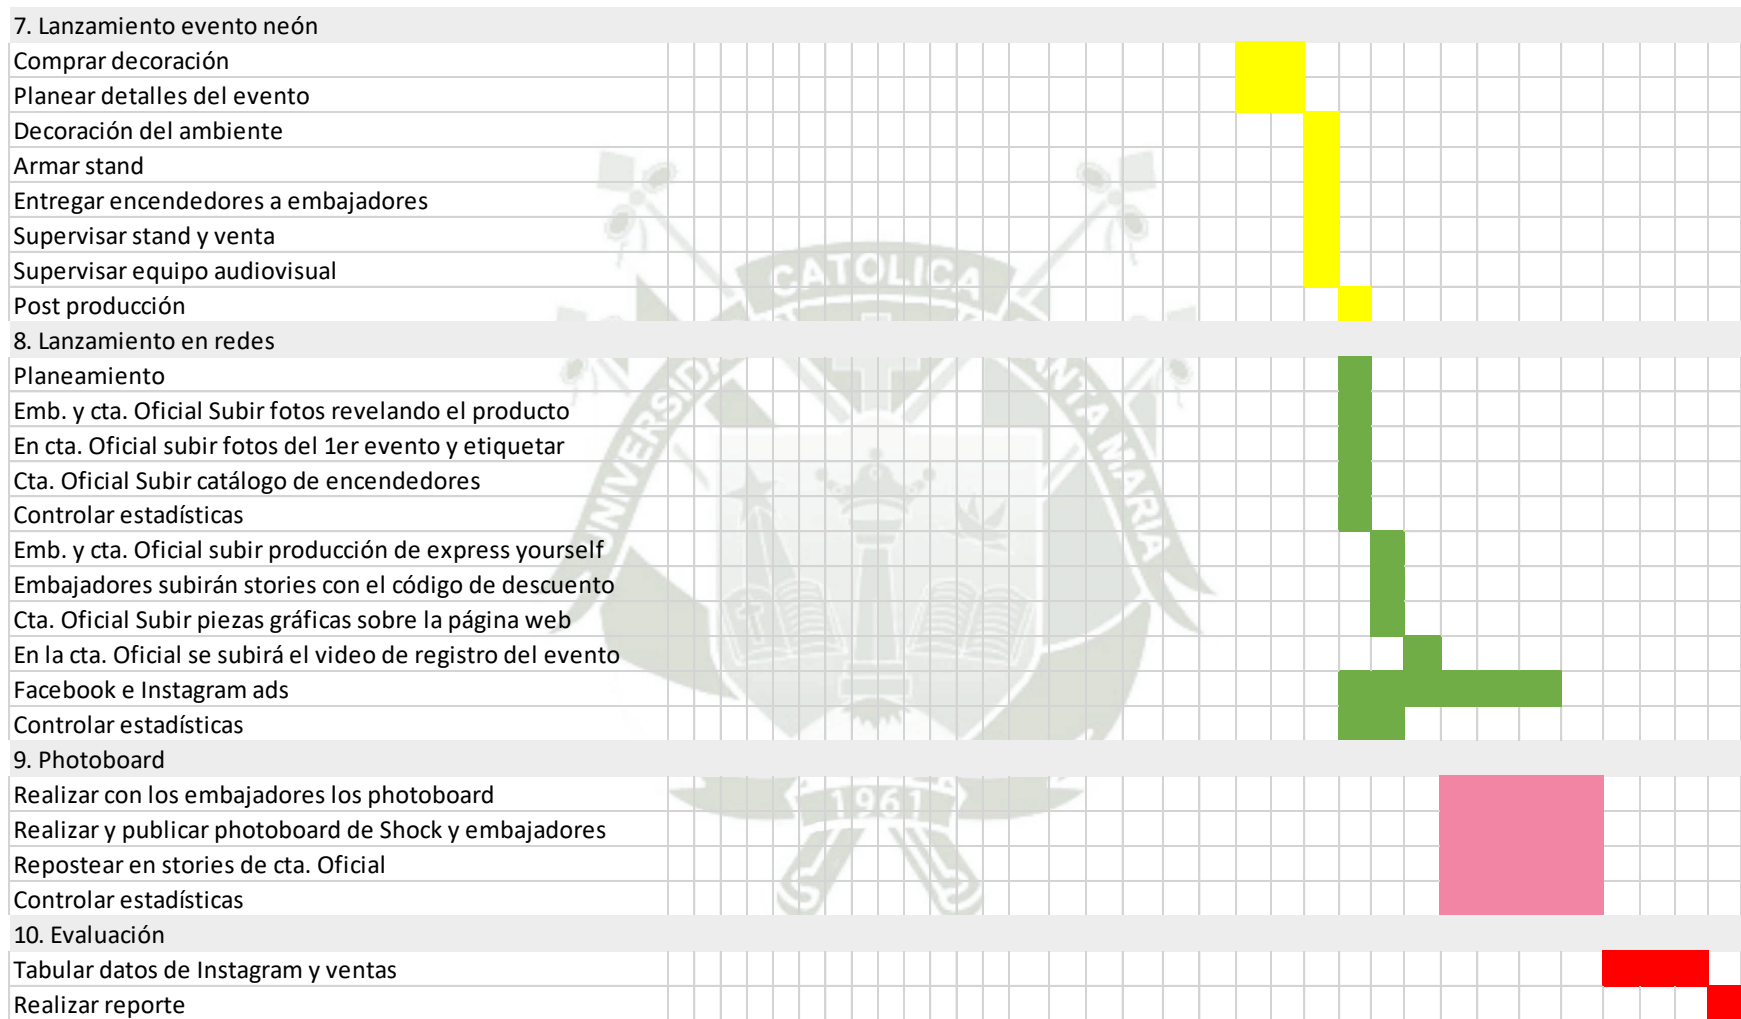 7. Lanzamiento evento neón
Comprar decoración
Planear detalles del evento
Decoración del ambiente
Armar stand
Entregar encendedores a embajadores
Supervisar stand y venta
Supervisar equipo audiovisual
Post producción
8. Lanzamiento en redes
Planeamiento
Emb. y cta. Oficial Subir fotos revelando el producto
En cta. Oficial subir fotos del 1er evento y etiquetar
Cta. Oficial Subir catálogo de encendedores
Controlar estadísticas
Emb. y cta. Oficial subir producción de express yourself
Embajadores subirán stories con el código de descuento
Cta. Oficial Subir piezas gráficas sobre la página web
En la cta. Oficial se subirá el video de registro del evento
Facebook e Instagram ads
Controlar estadísticas
9. Photoboard
Realizar con los embajadores los photoboard
Realizar y publicar photoboard de Shock y embajadores
Repostear en stories de cta. Oficial
Controlar estadísticas
10. Evaluación
Tabular datos de Instagram y ventas
Realizar reporte
CATOLICA
MARIA
1961